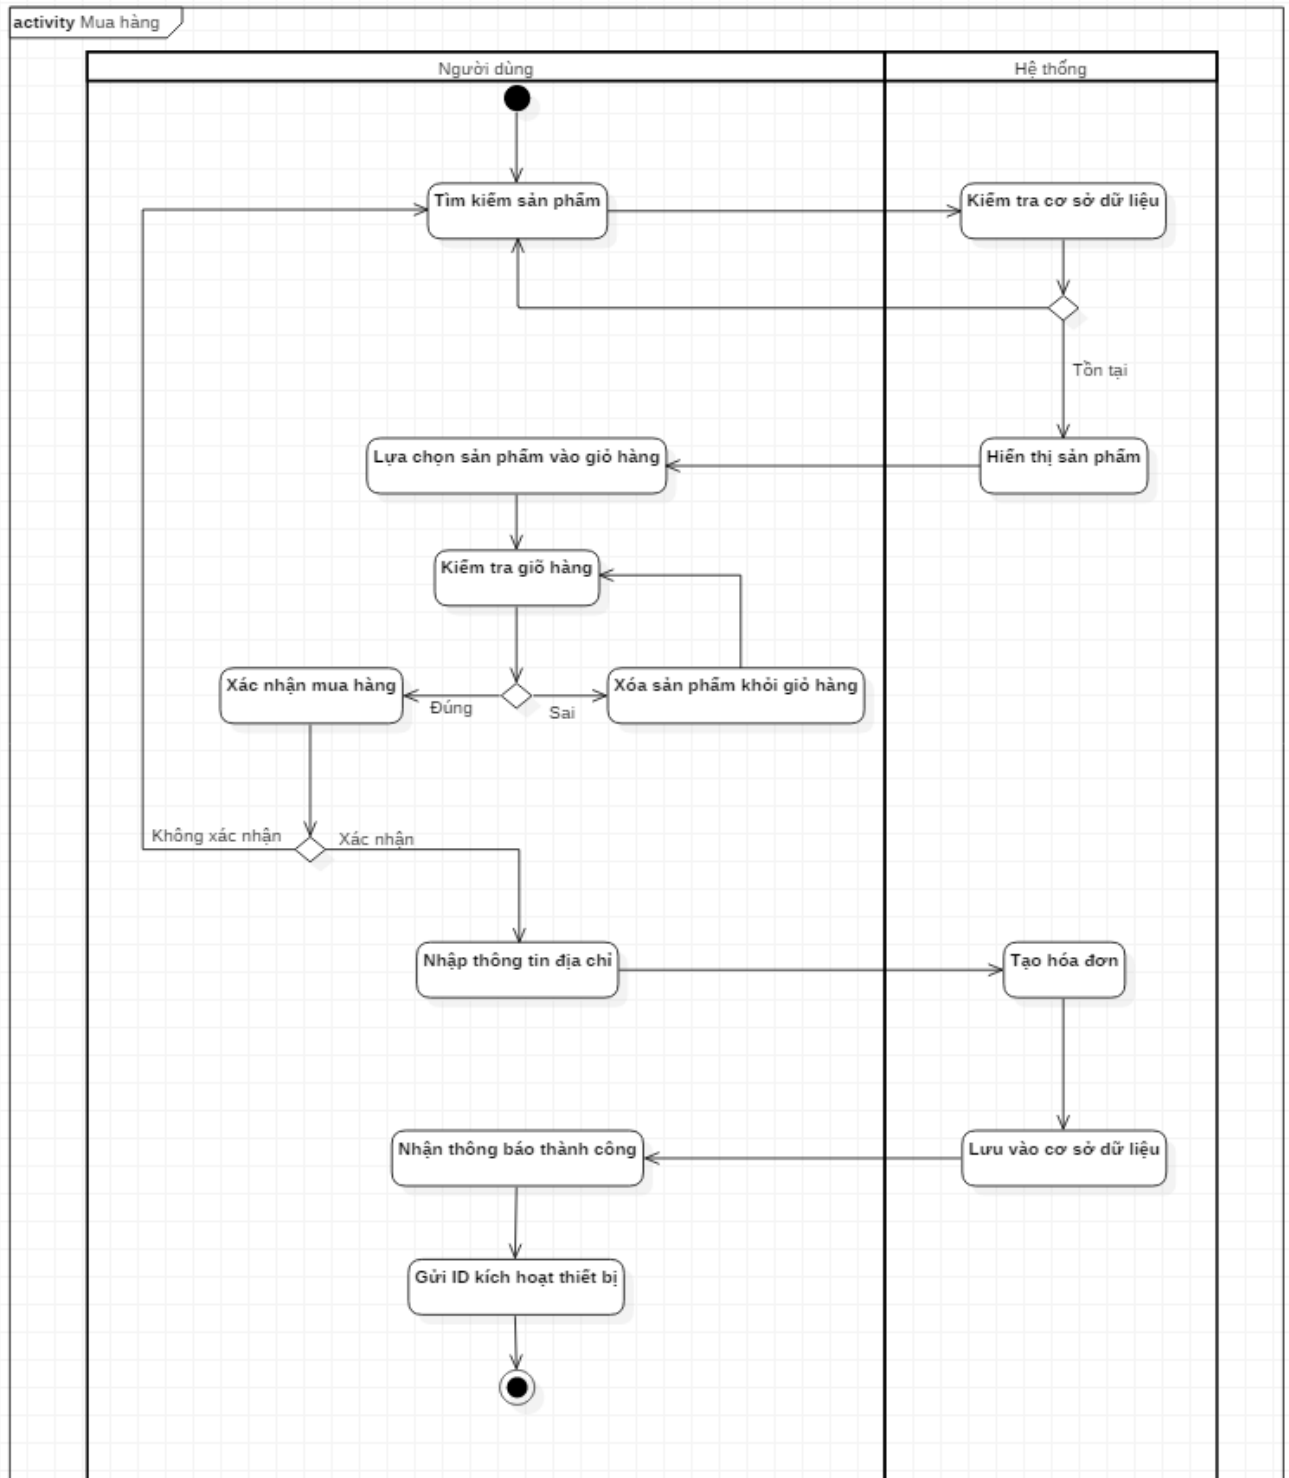 activity Mua hàng
Người dùng
Hệ thống
Tìm kiếm sản phẩm
Kiểm tra cơ sở dữ liệu
Tồn tại
Lựa chọn sản phẩm vào giỏ hàng
Hiển thị sản phẩm
Kiểm tra giõ hàng
Xác nhận mua hàng
Đúng
Sai
Xóa sản phẩm khỏi giỏ hàng
Không xác nhận
Xác nhận
Nhập thông tin địa chỉ
Tạo hóa đơn
Nhận thông báo thành công
Lưu vào cơ sở dữ liệu
Gửi ID kích hoạt thiết bị